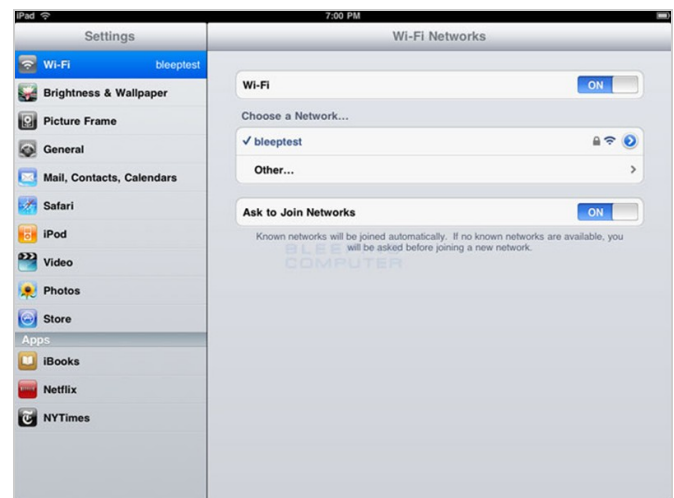 iPad 7:00 PM
Settings
Wi-Fi bleeptest
Brightness & Wallpaper
Picture Frame
General
Mail, Contacts, Calendars
Safari
iPod
Video
Photos
Store
Apps
iBooks
Netflix
NYTimes
Wi-Fi Networks
Wi-Fi ON
Choose a Network...
bleeptest
Other...
Ask to Join Networks ON
Known networks will be joined automatically. If no known networks are available, you
will be asked before joining a new network.
COMPUTER